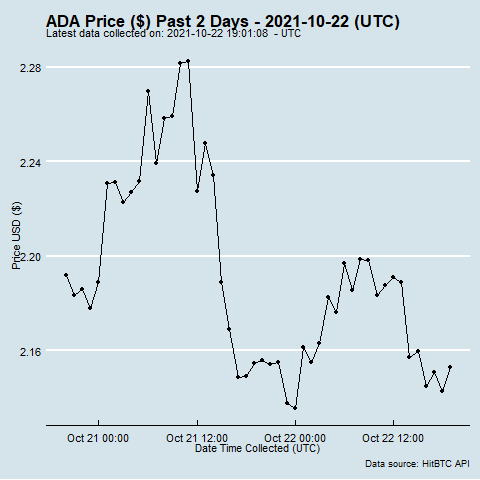 ADA Price ($) Past 2 Days - 2021-10-22 (UTC)
Latest data collected on: 2021-10-22 19:01:08 - UTC
2.28
2.24
2.20
2.16
Price USD ($)
Oct 21 00:00
Oct 21 12:00
Oct 22 00:00
Oct 22 12:00
Date Time Collected (UTC)
Data source: HitBTC API